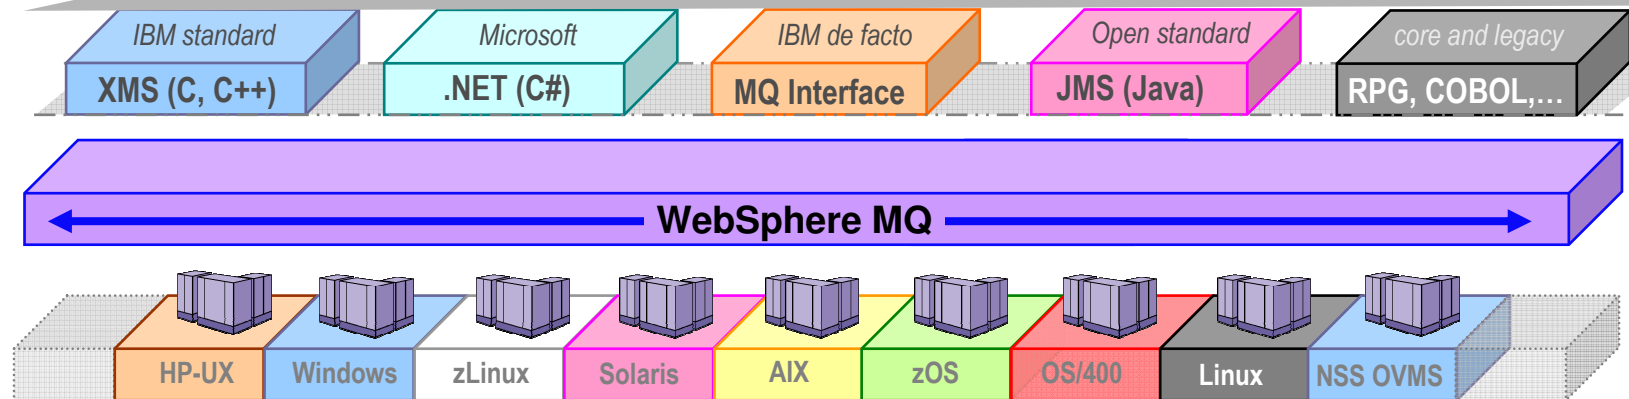 IBM standard
Microsoft
IBM de facto
Open standard
core and legacy
XMS (C, C++)
.NET (C#)
MQ Interface
JMS (Java)
RPG, COBOL,...
WebSphere MQ
HP-UX
Windows
zLinux
Solaris
AIX
zOS
OS/400
Linux
NSS OVMS